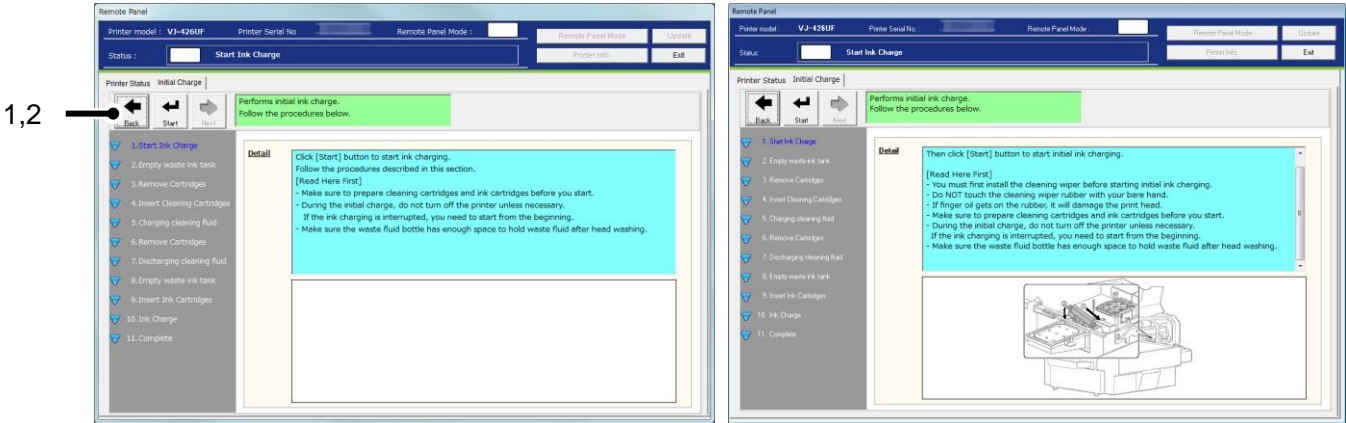 1,2
Remote Panel
Printer model : VJ-426UF Printer Serial No Remote Panel Mode :
Remote Panel Mode Update
Status : Start Ink Charge
Printer Info. Exit
Printer Status Initial Charge
Back Start Next
Performs initial ink charge.
Follow the procedures below.
1.Start Ink Charge
2.Empty waste ink tank
3.Remove Cartridges
4.Insert Cleaning Cartridges
5.Charging cleaning fluid
6.Remove Cartridges
7.Discharging cleaning fluid
8.Empty waste ink tank
9.Insert Ink Cartridges
10.Ink Charge
11.Complete
Detail
Click [Start] button to start ink charging.
Follow the procedures described in this section.
[Read Here First]
- Make sure to prepare cleaning cartridges and ink cartridges before you start.
- During the initial charge, do not turn off the printer unless necessary.
If the ink charging is interrupted, you need to start from the beginning.
- Make sure the waste fluid bottle has enough space to hold waste fluid after head washing.
Remote Panel
Printer model : VJ-426UF Printer Serial No. : Remote Panel Mode :
Remote Panel Mode Update
Status: Start Ink Charge
Printer Info. Exit
Printer Status Initial Charge
Back Start Next
Performs initial ink charge.
Follow the procedures below.
1. Start Ink Charge
2. Empty waste ink tank
3. Remove Cartridges
4. Insert Cleaning Cartridges
5. Charging cleaning fluid
6. Remove Cartridges
7. Discharging cleaning fluid
8. Empty waste ink tank
9. Insert Ink Cartridges
10. Ink Charge
11. Complete
Detail
Then click [Start] button to start initial ink charging.
[Read Here First]
- You must first install the cleaning wiper before starting initial ink charging.
- Do NOT touch the cleaning wiper rubber with your bare hand.
- If finger oil gets on the rubber, it will damage the print head.
- Make sure to prepare cleaning cartridges and ink cartridges before you start.
- During the initial charge, do not turn off the printer unless necessary.
If the ink charging is interrupted, you need to start from the beginning.
- Make sure the waste fluid bottle has enough space to hold waste fluid after head washing.